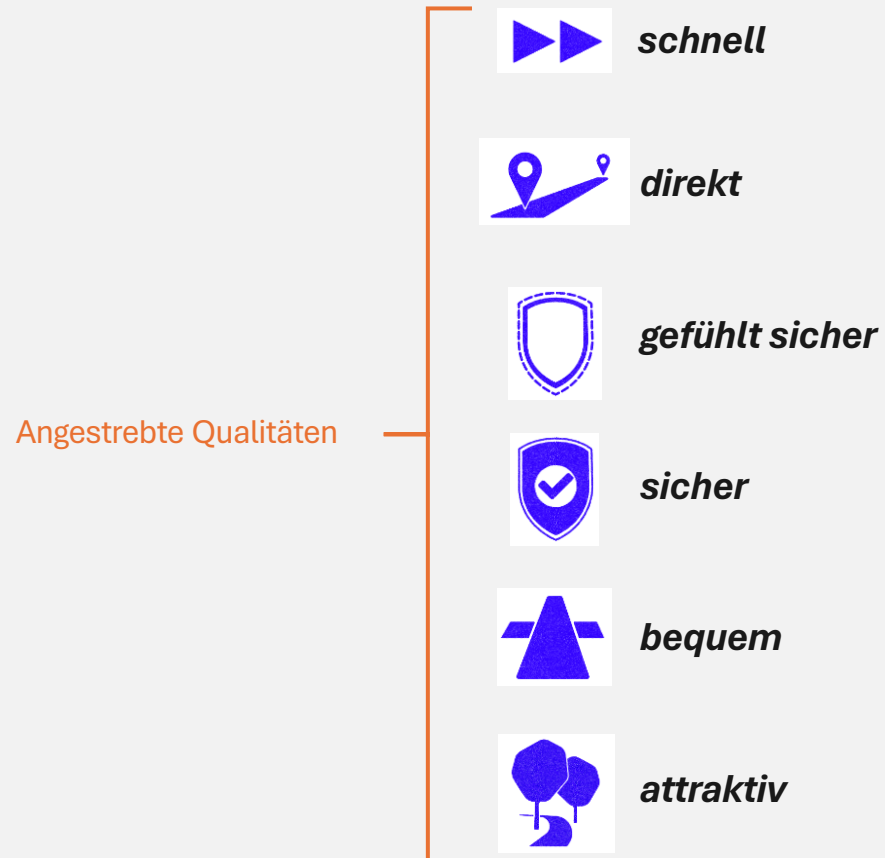 schnell
direkt
gefühlt sicher
Angestrebte Qualitäten
sicher
bequem
attraktiv